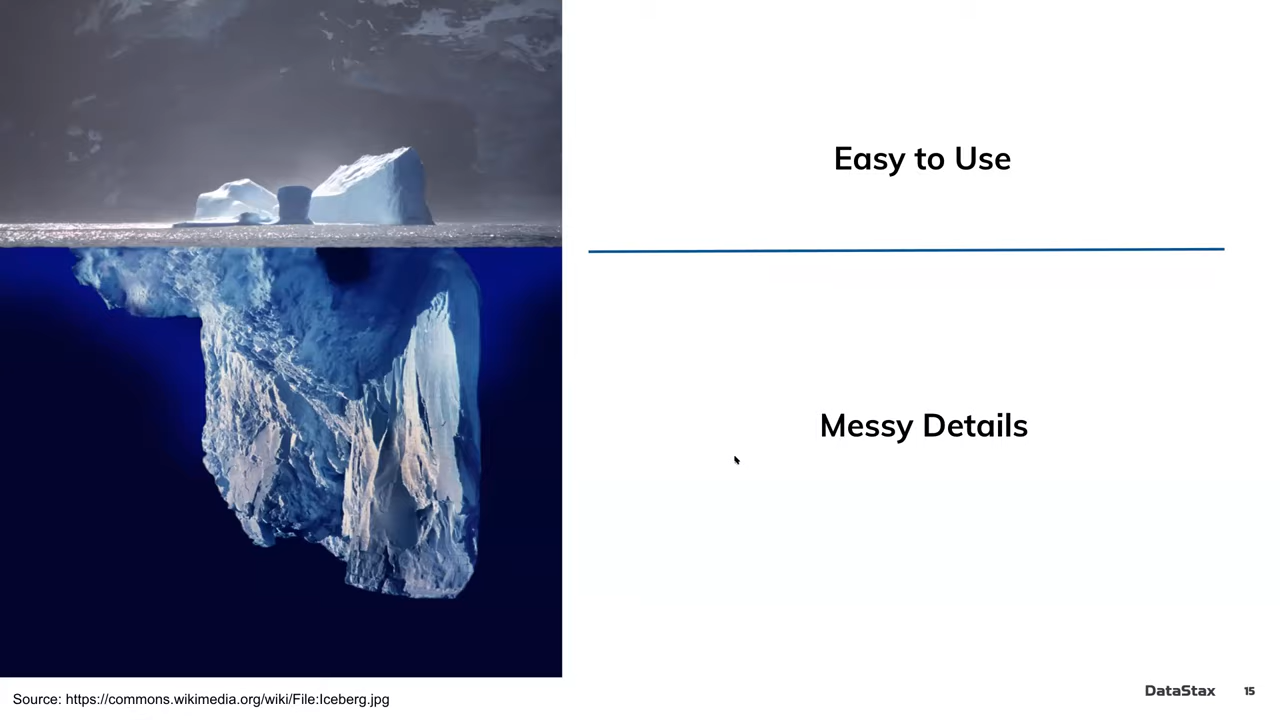 Easy to Use
Messy Details
Source: https://commons.wikimedia.org/wiki/File:Iceberg.jpg
DataStax
15